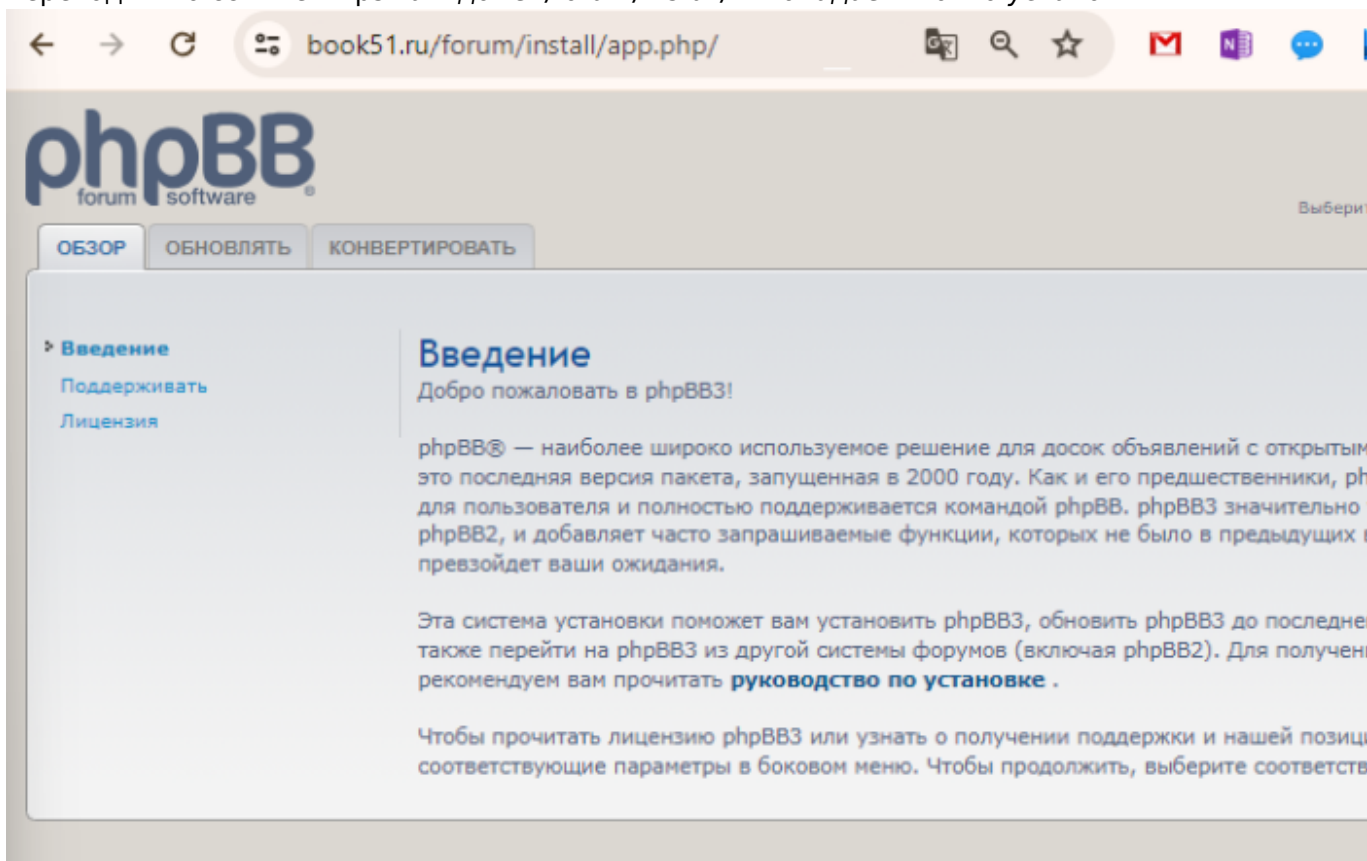 book51.ru/forum/install/app.php/
phpBB
forum software ®
ОБЗОР ОБНОВЛЯТЬ КОНВЕРТИРОВАТЬ
Введение
Поддерживать
Лицензия
Введение
Добро пожаловать в phpBB3!
phpBB® — наиболее широко используемое решение для досок объявлений с открытым
это последняя версия пакета, запущенная в 2000 году. Как и его предшественники,
для пользователя и полностью поддерживается командой phpBB. phpBB3 значительно
phpBB2, и добавляет часто запрашиваемые функции, которых не было в предыдущих
превзойдет ваши ожидания.
Эта система установки поможет вам установить phpBB3, обновить phpBB3 до
также перейти на phpBB3 из другой системы форумов (включая phpBB2). Для
рекомендуем вам прочитать руководство по установке .
Чтобы прочитать лицензию phpBB3 или узнать о получении поддержки и нашей
соответствующие параметры в боковом меню. Чтобы продолжить, выберите